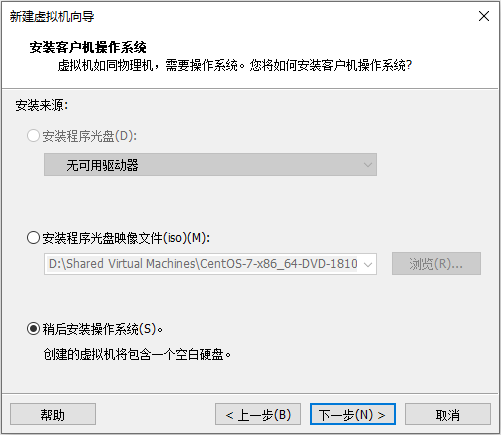 新建虚拟机向导
安装客户机操作系统
虚拟机如同物理机，需要操作系统。您将如何安装客户机操作系统?
安装来源:
安装程序光盘(D):
无可用驱动器
安装程序光盘映像文件(iso)(M):
D:\Shared Virtual Machines\CentOS-7-x86_64-DVD-1810
浏览(R)...
稍后安装操作系统(S)。
创建的虚拟机将包含一个空白硬盘。
帮助
< 上一步(B)
下一步(N) >
取消